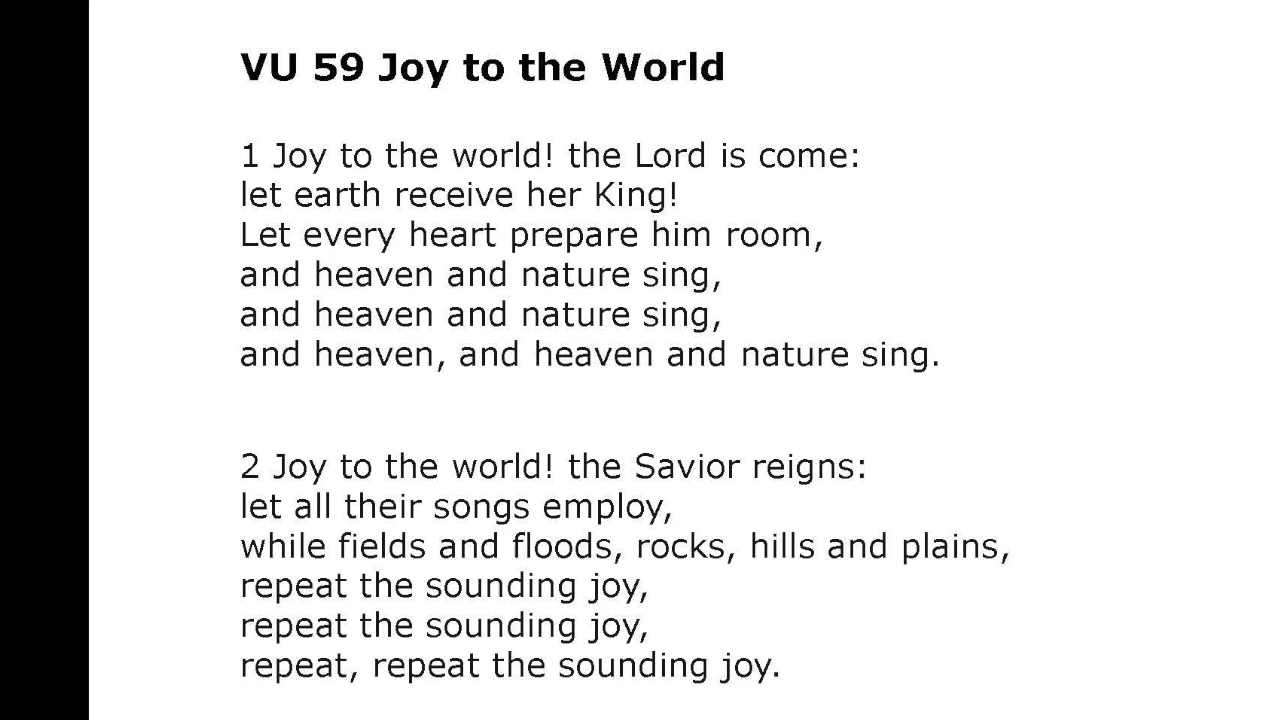 VU 59 Joy to the World
1 Joy to the world! the Lord is come:
let earth receive her King!
Let every heart prepare him room,
and heaven and nature sing,
and heaven and nature sing,
and heaven, and heaven and nature sing.
2 Joy to the world! the Savior reigns:
let all their songs employ,
while fields and floods, rocks, hills and plains,
repeat the sounding joy,
repeat the sounding joy,
repeat, repeat the sounding joy.